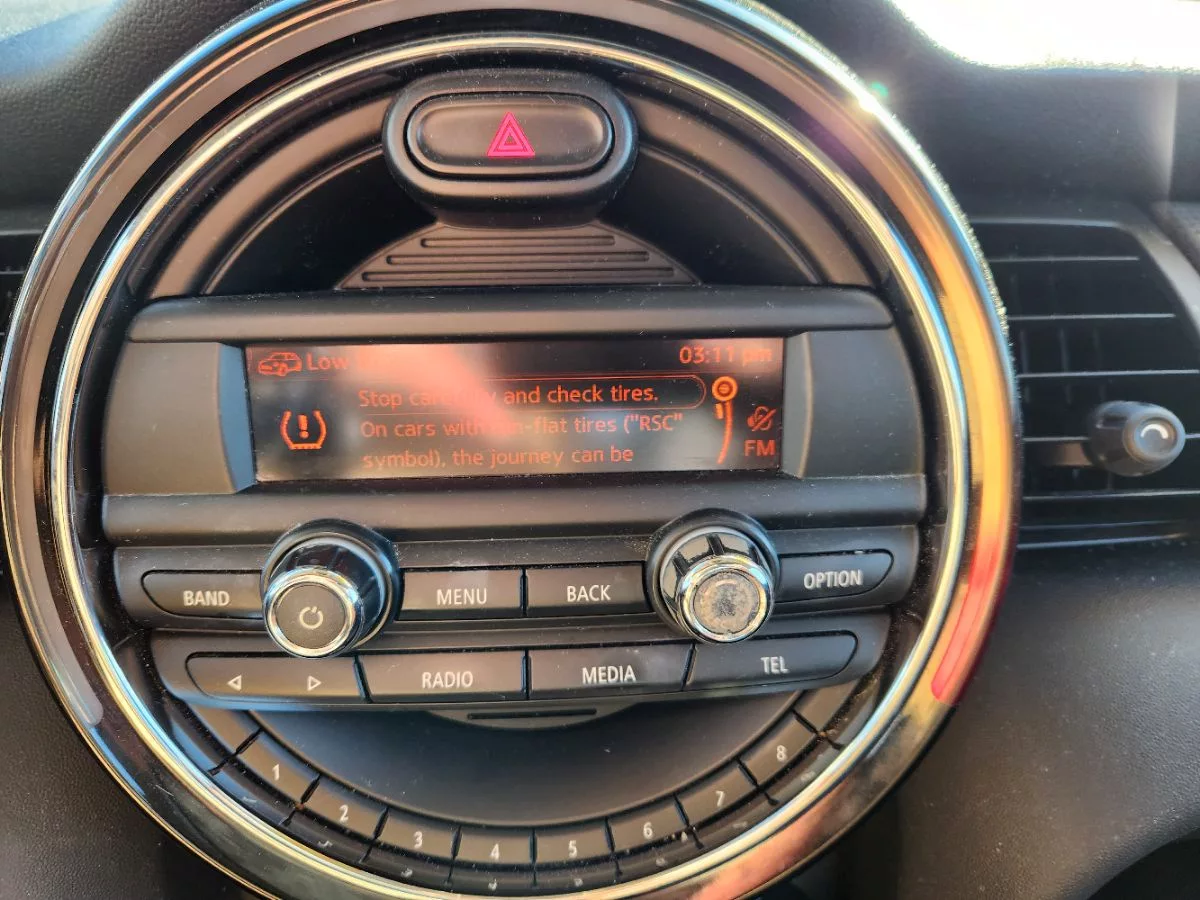 Low
03:11 pm
Stop and check tires.
On cars with tires ("RSC"
symbol), the journey can be
FM
BAND
MENU
BACK
OPTION
RADIO
MEDIA
TEL
1
2
3
4
5
6
7
8